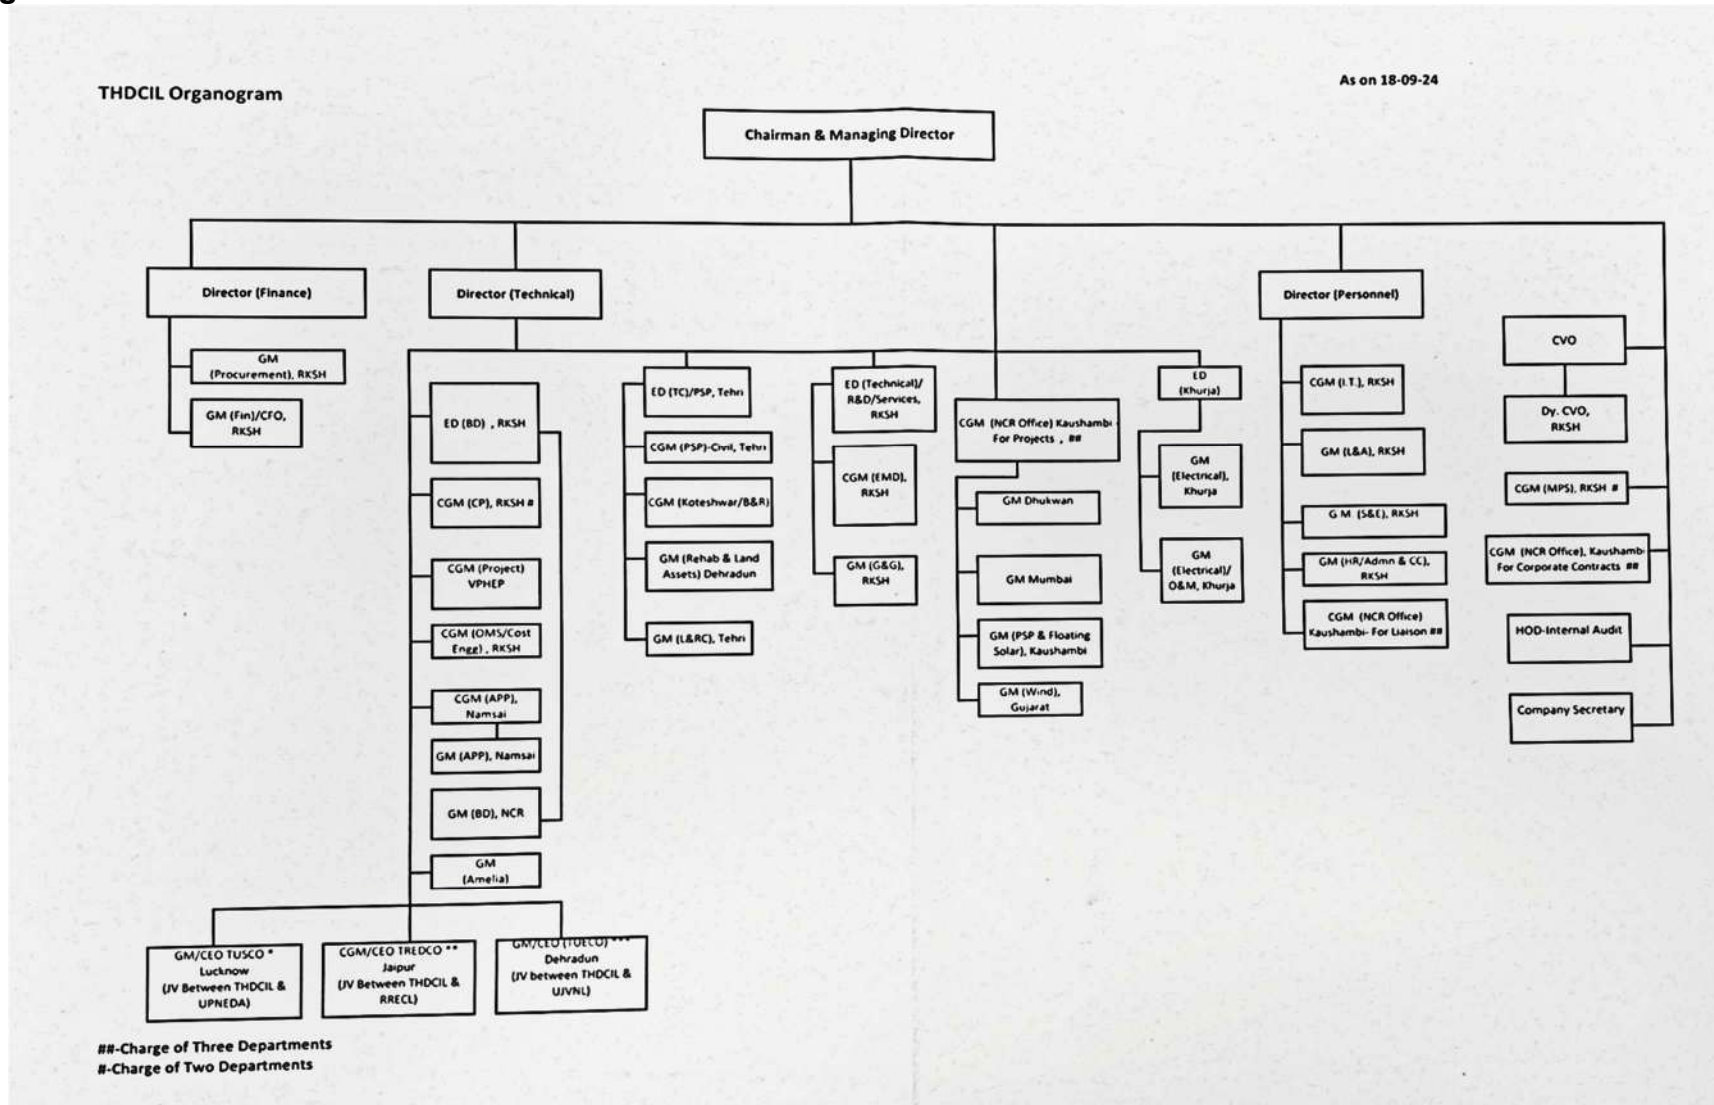 THDCIL Organogram
As on 18-09-24
Chairman & Managing Director
Director (Finance)
Director (Technical)
Director (Personnel)
GM
(Procurement), RKSH
GM (Fin)/CFO,
RKSH
ED (BD) , RKSH
CGM (CP), RKSH #
CGM (Project)
VPHEP
CGM (OMS/Cost
Engg) , RKSH
CGM (APP),
Namsai
GM (APP), Namsai
GM (BD), NCR
GM
(Amelia)
GM/CEO TUSCO *
Lucknow
(JV Between THDCIL &
UPNEDA)
CGM/CEO TREDCO **
Jaipur
(JV Between THDCIL &
RRECL)
GM/CEO (TUECO) ***
Dehradun
(JV between THDCIL &
UJVNL)
ED (TC)/PSP, Tehri
CGM (PSP)-Civil, Tehri
CGM (Koteshwar/B&R)
GM (Rehab & Land
Assets) Dehradun
GM (L&RC), Tehri
ED (Technical)/
R&D/Services,
RKSH
CGM (EMD),
RKSH
GM (G&G),
RKSH
CGM (NCR Office) Kaushambi-
For Projects , ##
GM Dhukwan
GM Mumbai
GM (PSP & Floating
Solar), Kaushambi
GM (Wind),
Gujarat
ED
(Khurja)
GM
(Electrical),
Khurja
GM
(Electrical)/
O&M, Khurja
CGM (I.T.), RKSH
GM (L&A), RKSH
G M (S&E), RKSH
GM (HR/Admn & CC),
RKSH
CGM (NCR Office)
Kaushambi- For Liaison ##
CVO
Dy. CVO,
RKSH
CGM (MPS), RKSH #
CGM (NCR Office), Kaushamb-
For Corporate Contracts ##
HOD-Internal Audit
Company Secretary
##-Charge of Three Departments
#-Charge of Two Departments